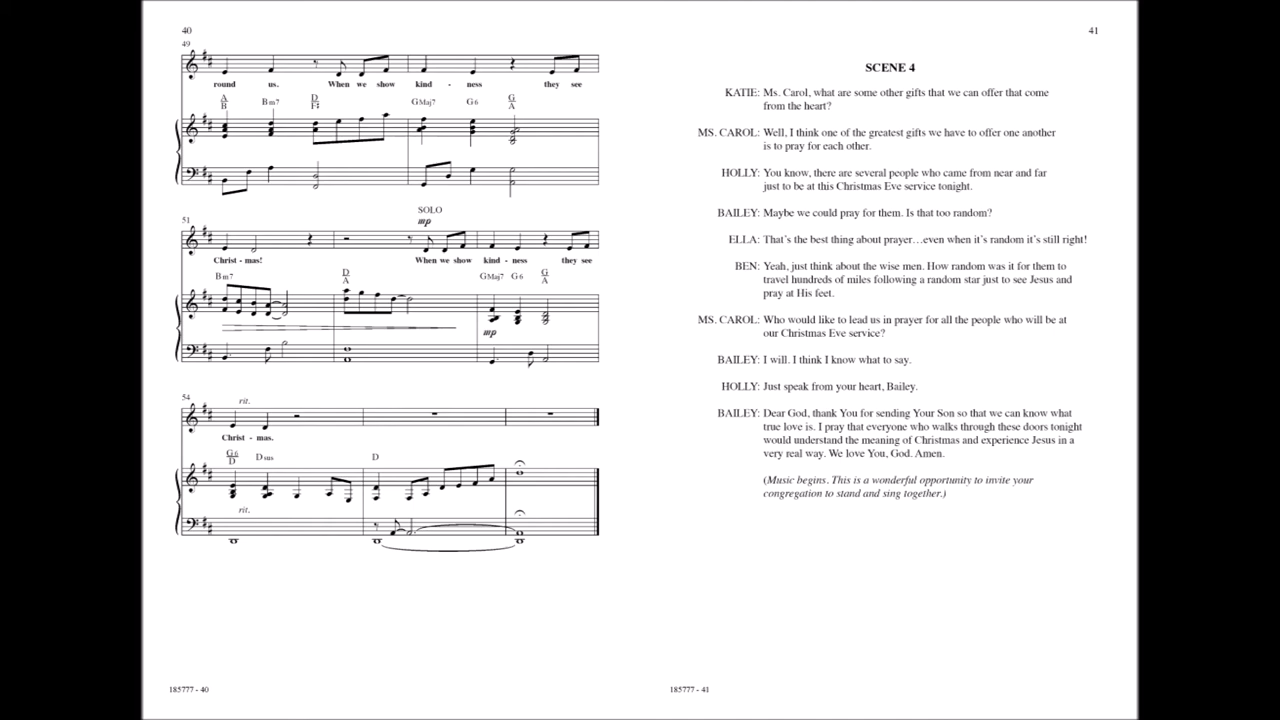 40
49
round us. When we show kind - ness they see
A/B Bm7 D/F♯ GMaj7 G6 G/A
SOLO
mp
51
Christ - mas! When we show kind - ness they see
Bm7 D/A GMaj7 G6 G/A
mp
54
rit.
Christ - mas.
G6/D Dsus D
rit.
185777 - 40
41
SCENE 4
KATIE: Ms. Carol, what are some other gifts that we can offer that come
from the heart?
MS. CAROL: Well, I think one of the greatest gifts we have to offer one another
is to pray for each other.
HOLLY: You know, there are several people who came from near and far
just to be at this Christmas Eve service tonight.
BAILEY: Maybe we could pray for them. Is that too random?
ELLA: That's the best thing about prayer…even when it's random it's still right!
BEN: Yeah, just think about the wise men. How random was it for them to
travel hundreds of miles following a random star just to see Jesus and
pray at His feet.
MS. CAROL: Who would like to lead us in prayer for all the people who will be at
our Christmas Eve service?
BAILEY: I will. I think I know what to say.
HOLLY: Just speak from your heart, Bailey.
BAILEY: Dear God, thank You for sending Your Son so that we can know what
true love is. I pray that everyone who walks through these doors tonight
would understand the meaning of Christmas and experience Jesus in a
very real way. We love You, God. Amen.
(Music begins. This is a wonderful opportunity to invite your
congregation to stand and sing together.)
185777 - 41